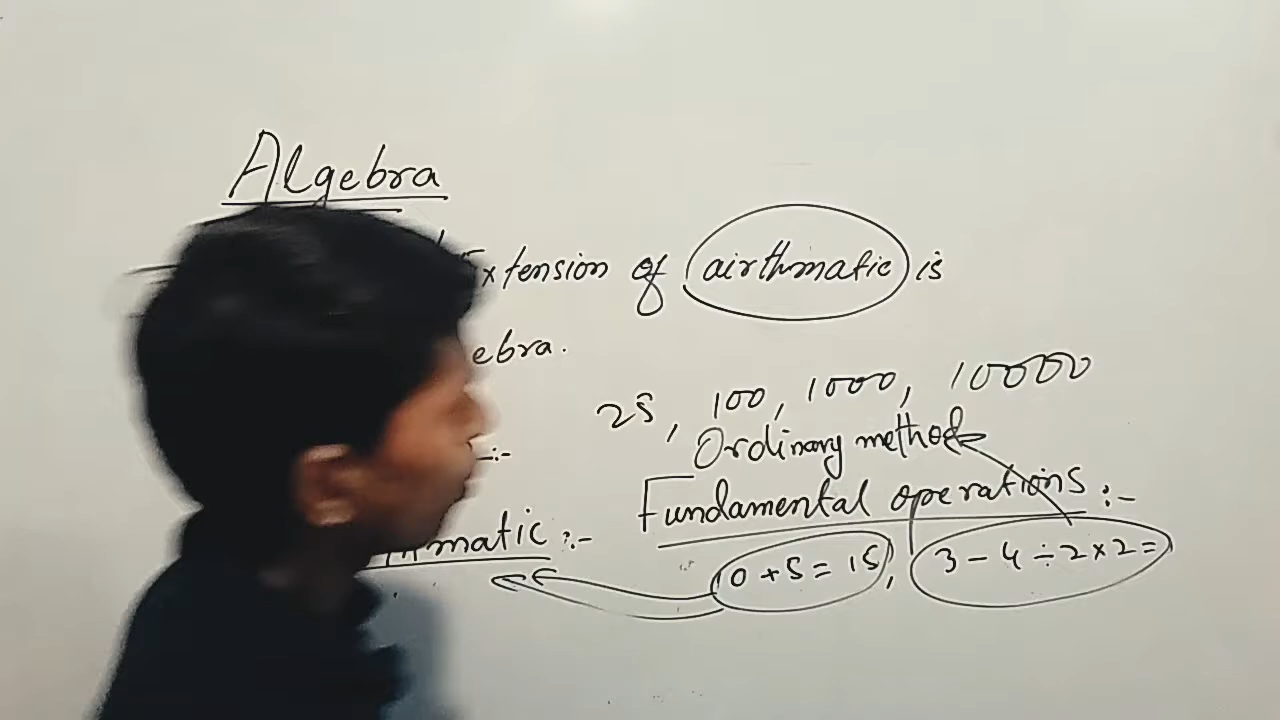 Algebra
Extension of airthmatic is
ebra.
25, 100, 1000, 10000
Ordinary method
:-
Fundamental operations :-
hmatic :-
10 + 5 = 15, 3 - 4 ÷ 2 × 2 =